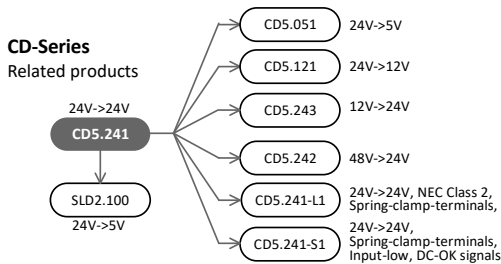 CD-Series
Related products
24V->24V
CD5.241
SLD2.100
24V->5V
CD5.051
24V->5V
CD5.121
24V->12V
CD5.243
12V->24V
CD5.242
48V->24V
CD5.241-L1
24V->24V, NEC Class 2,
Spring-clamp-terminals,
CD5.241-S1
24V->24V,
Spring-clamp-terminals,
Input-low, DC-OK signals